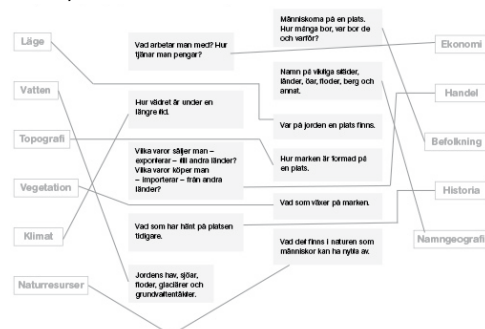 Läge
Vatten
Topografi
Vegetation
Klimat
Naturresurser
Vad arbetar man med? Hur
tjänar man pengar?
Hur vädret är under en
längre tid.
Vilka varor säljer man –
exporterar – till andra länder?
Vilka varor köper man
– importerar – från andra
länder?
Vad som har hänt på platsen
tidigare.
Jordens hav, sjöar,
floder, glaciärer och
grundvattentäkter.
Människorna på en plats.
Hur många bor, var bor de
och varför?
Namn på viktiga städer,
länder, öar, floder, berg och
annat.
Var på jorden en plats finns.
Hur marken är formad på
en plats.
Vad som växer på marken.
Vad det finns i naturen som
människor kan ha nytta av.
Ekonomi
Handel
Befolkning
Historia
Namngeografi